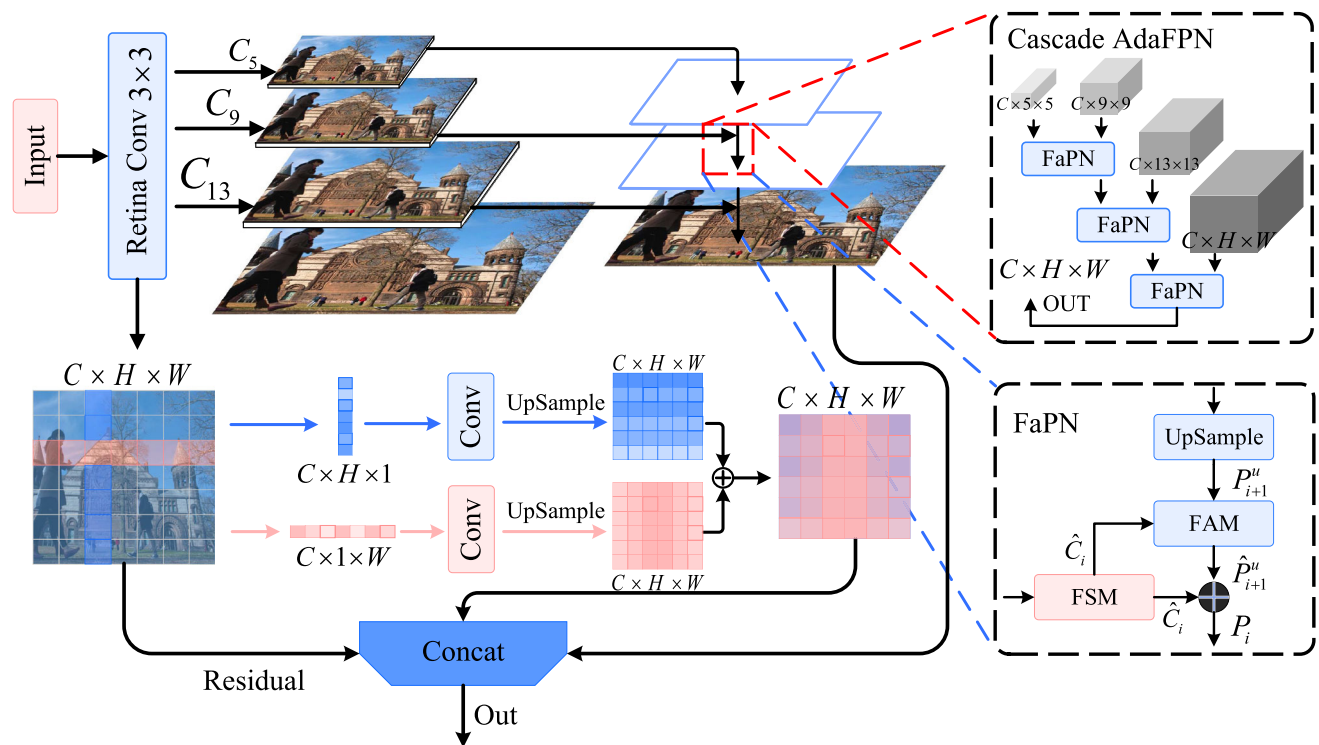 Input
Retina Conv 3×3
C₅
C₉
C₁₃
Cascade AdaFPN
C×5×5
C×9×9
FaPN
C×13×13
FaPN
C×H×W
C×H×W
FaPN
OUT
C×H×W
C×H×1
Conv
UpSample
C×H×W
C×1×W
Conv
UpSample
C×H×W
C×H×W
Residual
Concat
Out
FaPN
UpSample
Pᵘᵢ₊₁
FAM
Ĉᵢ
P̂ᵘᵢ₊₁
FSM
Ĉᵢ
Pᵢ